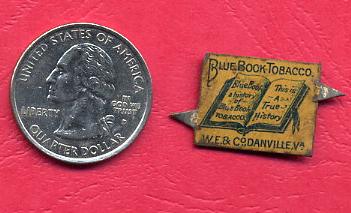 UNITED STATES OF AMERICA
LIBERTY
IN
GOD WE
TRUST
QUARTER DOLLAR
BLUE BOOK TOBACCO.
Blue Book
a history
of
Blue Book
TOBACCO.
This is
- A -
True
History
W.E. & Co DANVILLE, VA